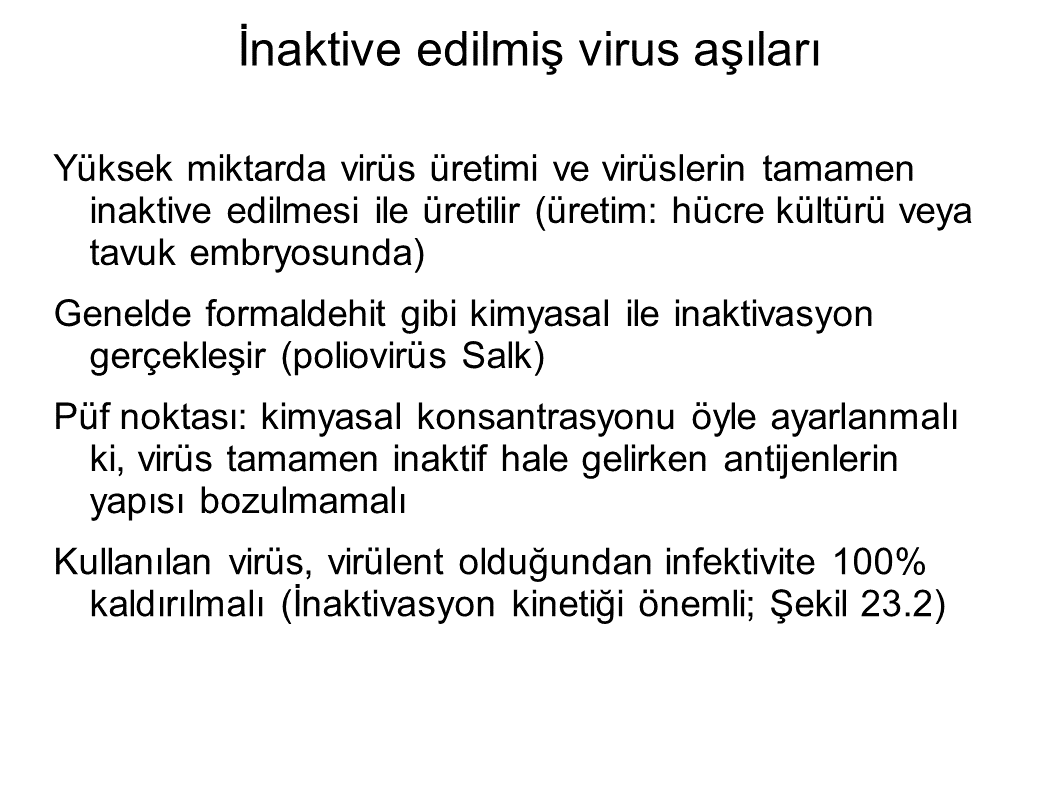 İnaktive edilmiş virus aşıları
Yüksek miktarda virüs üretimi ve virüslerin tamamen
inaktive edilmesi ile üretilir (üretim: hücre kültürü veya
tavuk embryosunda)
Genelde formaldehit gibi kimyasal ile inaktivasyon
gerçekleşir (poliovirüs Salk)
Püf noktası: kimyasal konsantrasyonu öyle ayarlanmalı
ki, virüs tamamen inaktif hale gelirken antijenlerin
yapısı bozulmamalı
Kullanılan virüs, virülent olduğundan infektivite 100%
kaldırılmalı (İnaktivasyon kinetiği önemli; Şekil 23.2)